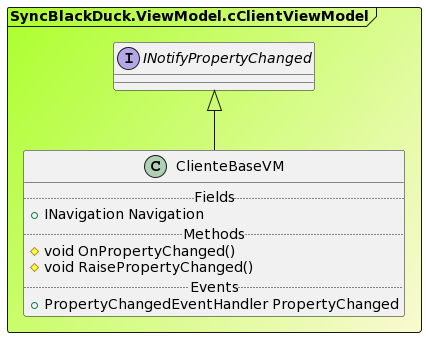 SyncBlackDuck.ViewModel.cClientViewModel
I INotifyPropertyChanged
C ClienteBaseVM
Fields
INavigation Navigation
Methods
void OnPropertyChanged()
void RaisePropertyChanged()
Events
PropertyChangedEventHandler PropertyChanged